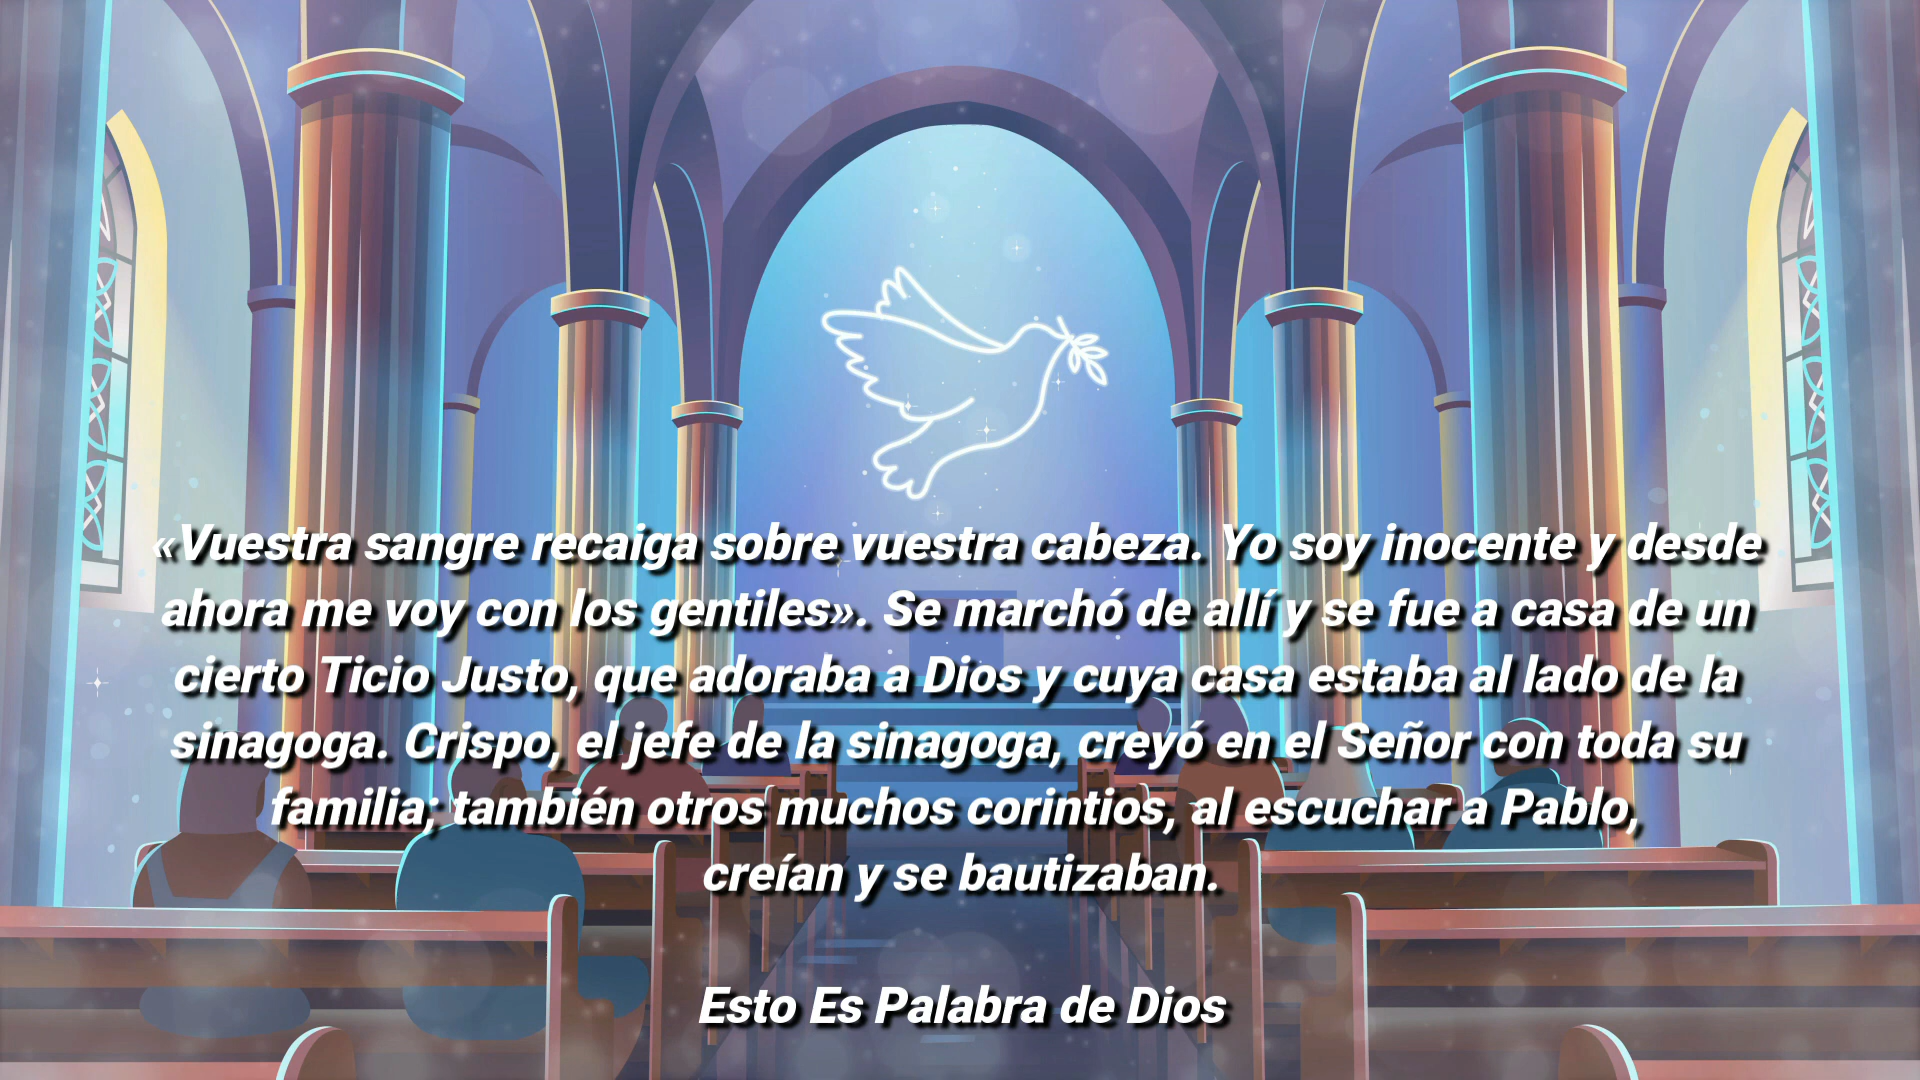 «Vuestra sangre recaiga sobre vuestra cabeza. Yo soy inocente y desde
ahora me voy con los gentiles». Se marchó de allí y se fue a casa de un
cierto Ticio Justo, que adoraba a Dios y cuya casa estaba al lado de la
sinagoga. Crispo, el jefe de la sinagoga, creyó en el Señor con toda su
familia; también otros muchos corintios, al escuchar a Pablo,
creían y se bautizaban.
Esto Es Palabra de Dios